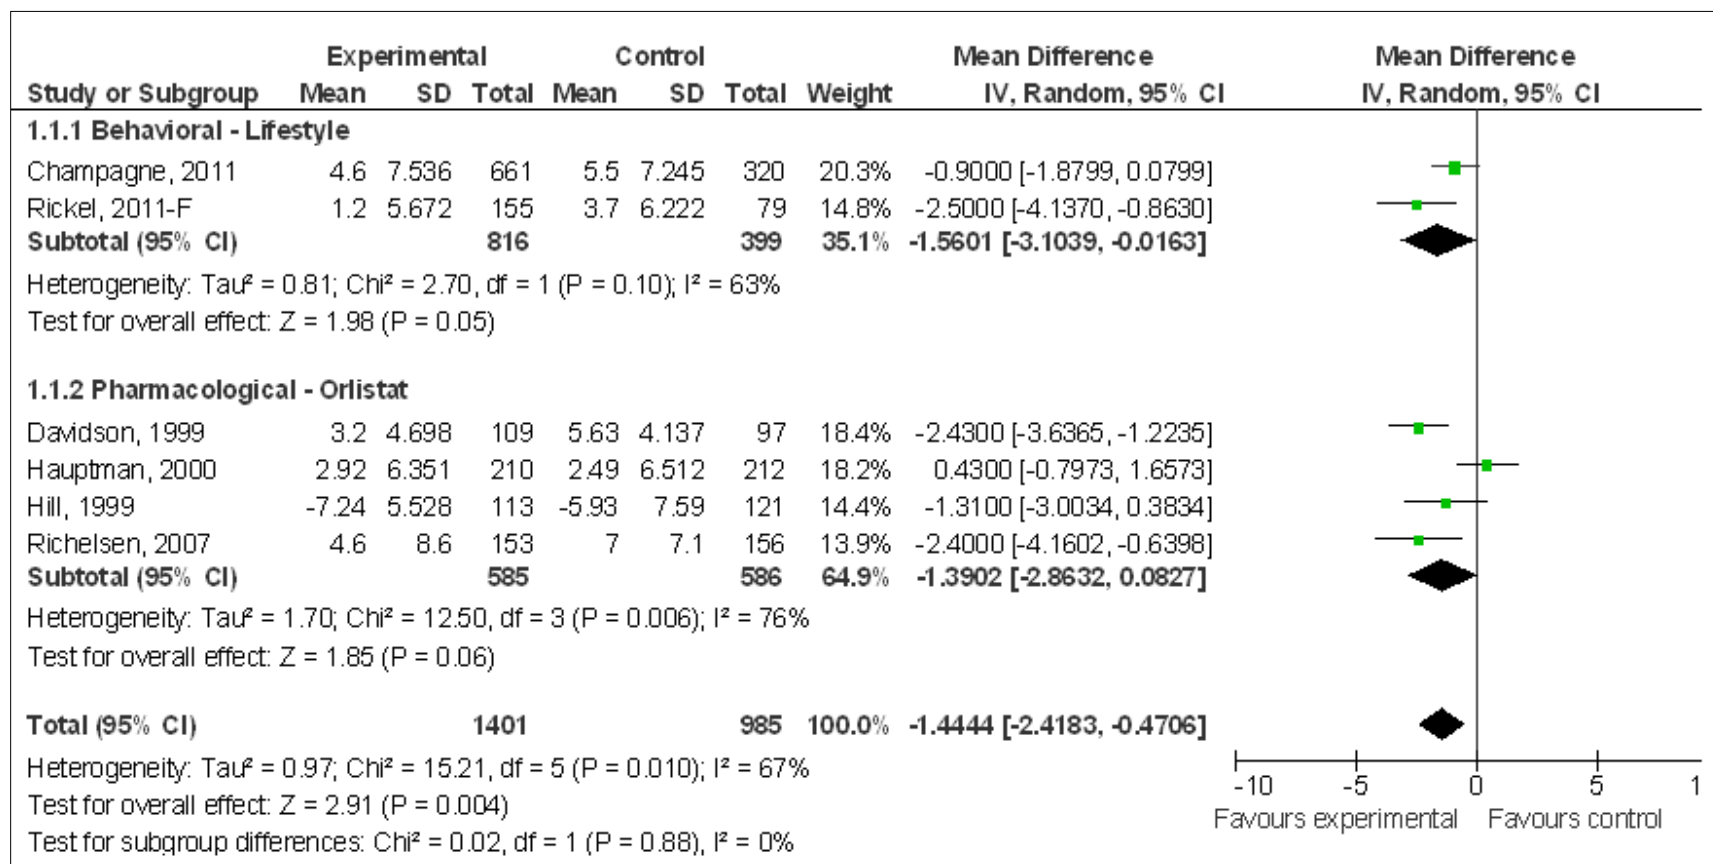 Experimental Control Mean Difference Mean Difference
Study or Subgroup Mean SD Total Mean SD Total Weight IV, Random, 95% CI IV, Random, 95% CI
1.1.1 Behavioral - Lifestyle
Champagne, 2011 4.6 7.536 661 5.5 7.245 320 20.3% -0.9000 [-1.8799, 0.0799]
Rickel, 2011-F 1.2 5.672 155 3.7 6.222 79 14.8% -2.5000 [-4.1370, -0.8630]
Subtotal (95% CI) 816 399 35.1% -1.5601 [-3.1039, -0.0163]
Heterogeneity: Tau² = 0.81; Chi² = 2.70, df = 1 (P = 0.10); I² = 63%
Test for overall effect: Z = 1.98 (P = 0.05)
1.1.2 Pharmacological - Orlistat
Davidson, 1999 3.2 4.698 109 5.63 4.137 97 18.4% -2.4300 [-3.6365, -1.2235]
Hauptman, 2000 2.92 6.351 210 2.49 6.512 212 18.2% 0.4300 [-0.7973, 1.6573]
Hill, 1999 -7.24 5.528 113 -5.93 7.59 121 14.4% -1.3100 [-3.0034, 0.3834]
Richelsen, 2007 4.6 8.6 153 7 7.1 156 13.9% -2.4000 [-4.1602, -0.6398]
Subtotal (95% CI) 585 586 64.9% -1.3902 [-2.8632, 0.0827]
Heterogeneity: Tau² = 1.70; Chi² = 12.50, df = 3 (P = 0.006); I² = 76%
Test for overall effect: Z = 1.85 (P = 0.06)
Total (95% CI) 1401 985 100.0% -1.4444 [-2.4183, -0.4706]
Heterogeneity: Tau² = 0.97; Chi² = 15.21, df = 5 (P = 0.010); I² = 67%
Test for overall effect: Z = 2.91 (P = 0.004)
Test for subgroup differences: Chi² = 0.02, df = 1 (P = 0.88), I² = 0%
-10 -5 0 5 1
Favours experimental Favours control